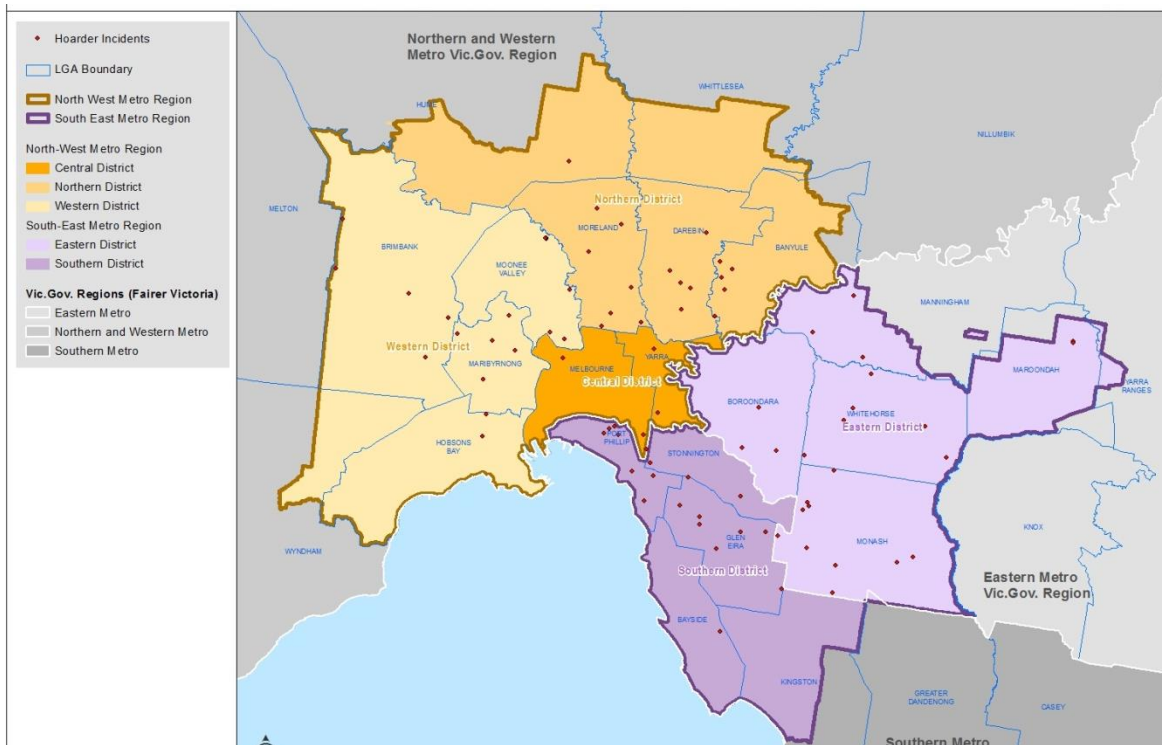 Hoarder Incidents
LGA Boundary
North West Metro Region
South East Metro Region
North-West Metro Region
Central District
Northern District
Western District
South-East Metro Region
Eastern District
Southern District
Vic.Gov. Regions (Fairer Victoria)
Eastern Metro
Northern and Western Metro
Southern Metro
Northern and Western
Metro Vic.Gov. Region
WHITTLESEA
HUME
NILLUMBIK
Northern District
MELTON
MORELAND
DAREBIN
BRIMBANK
BANYULE
MOONEE
VALLEY
MANNINGHAM
Western District
MARIBYRNONG
YARRA
MELBOURNE
Central District
MAROONDAH
YARRA
RANGES
BOROONDARA
WHITEHORSE
Eastern District
HOBSONS
BAY
PORT
PHILLIP
STONNINGTON
WYNDHAM
KNOX
GLEN
EIRA
MONASH
Southern District
Eastern Metro
Vic.Gov. Region
BAYSIDE
KINGSTON
GREATER
DANDENONG
CASEY
Southern Metro